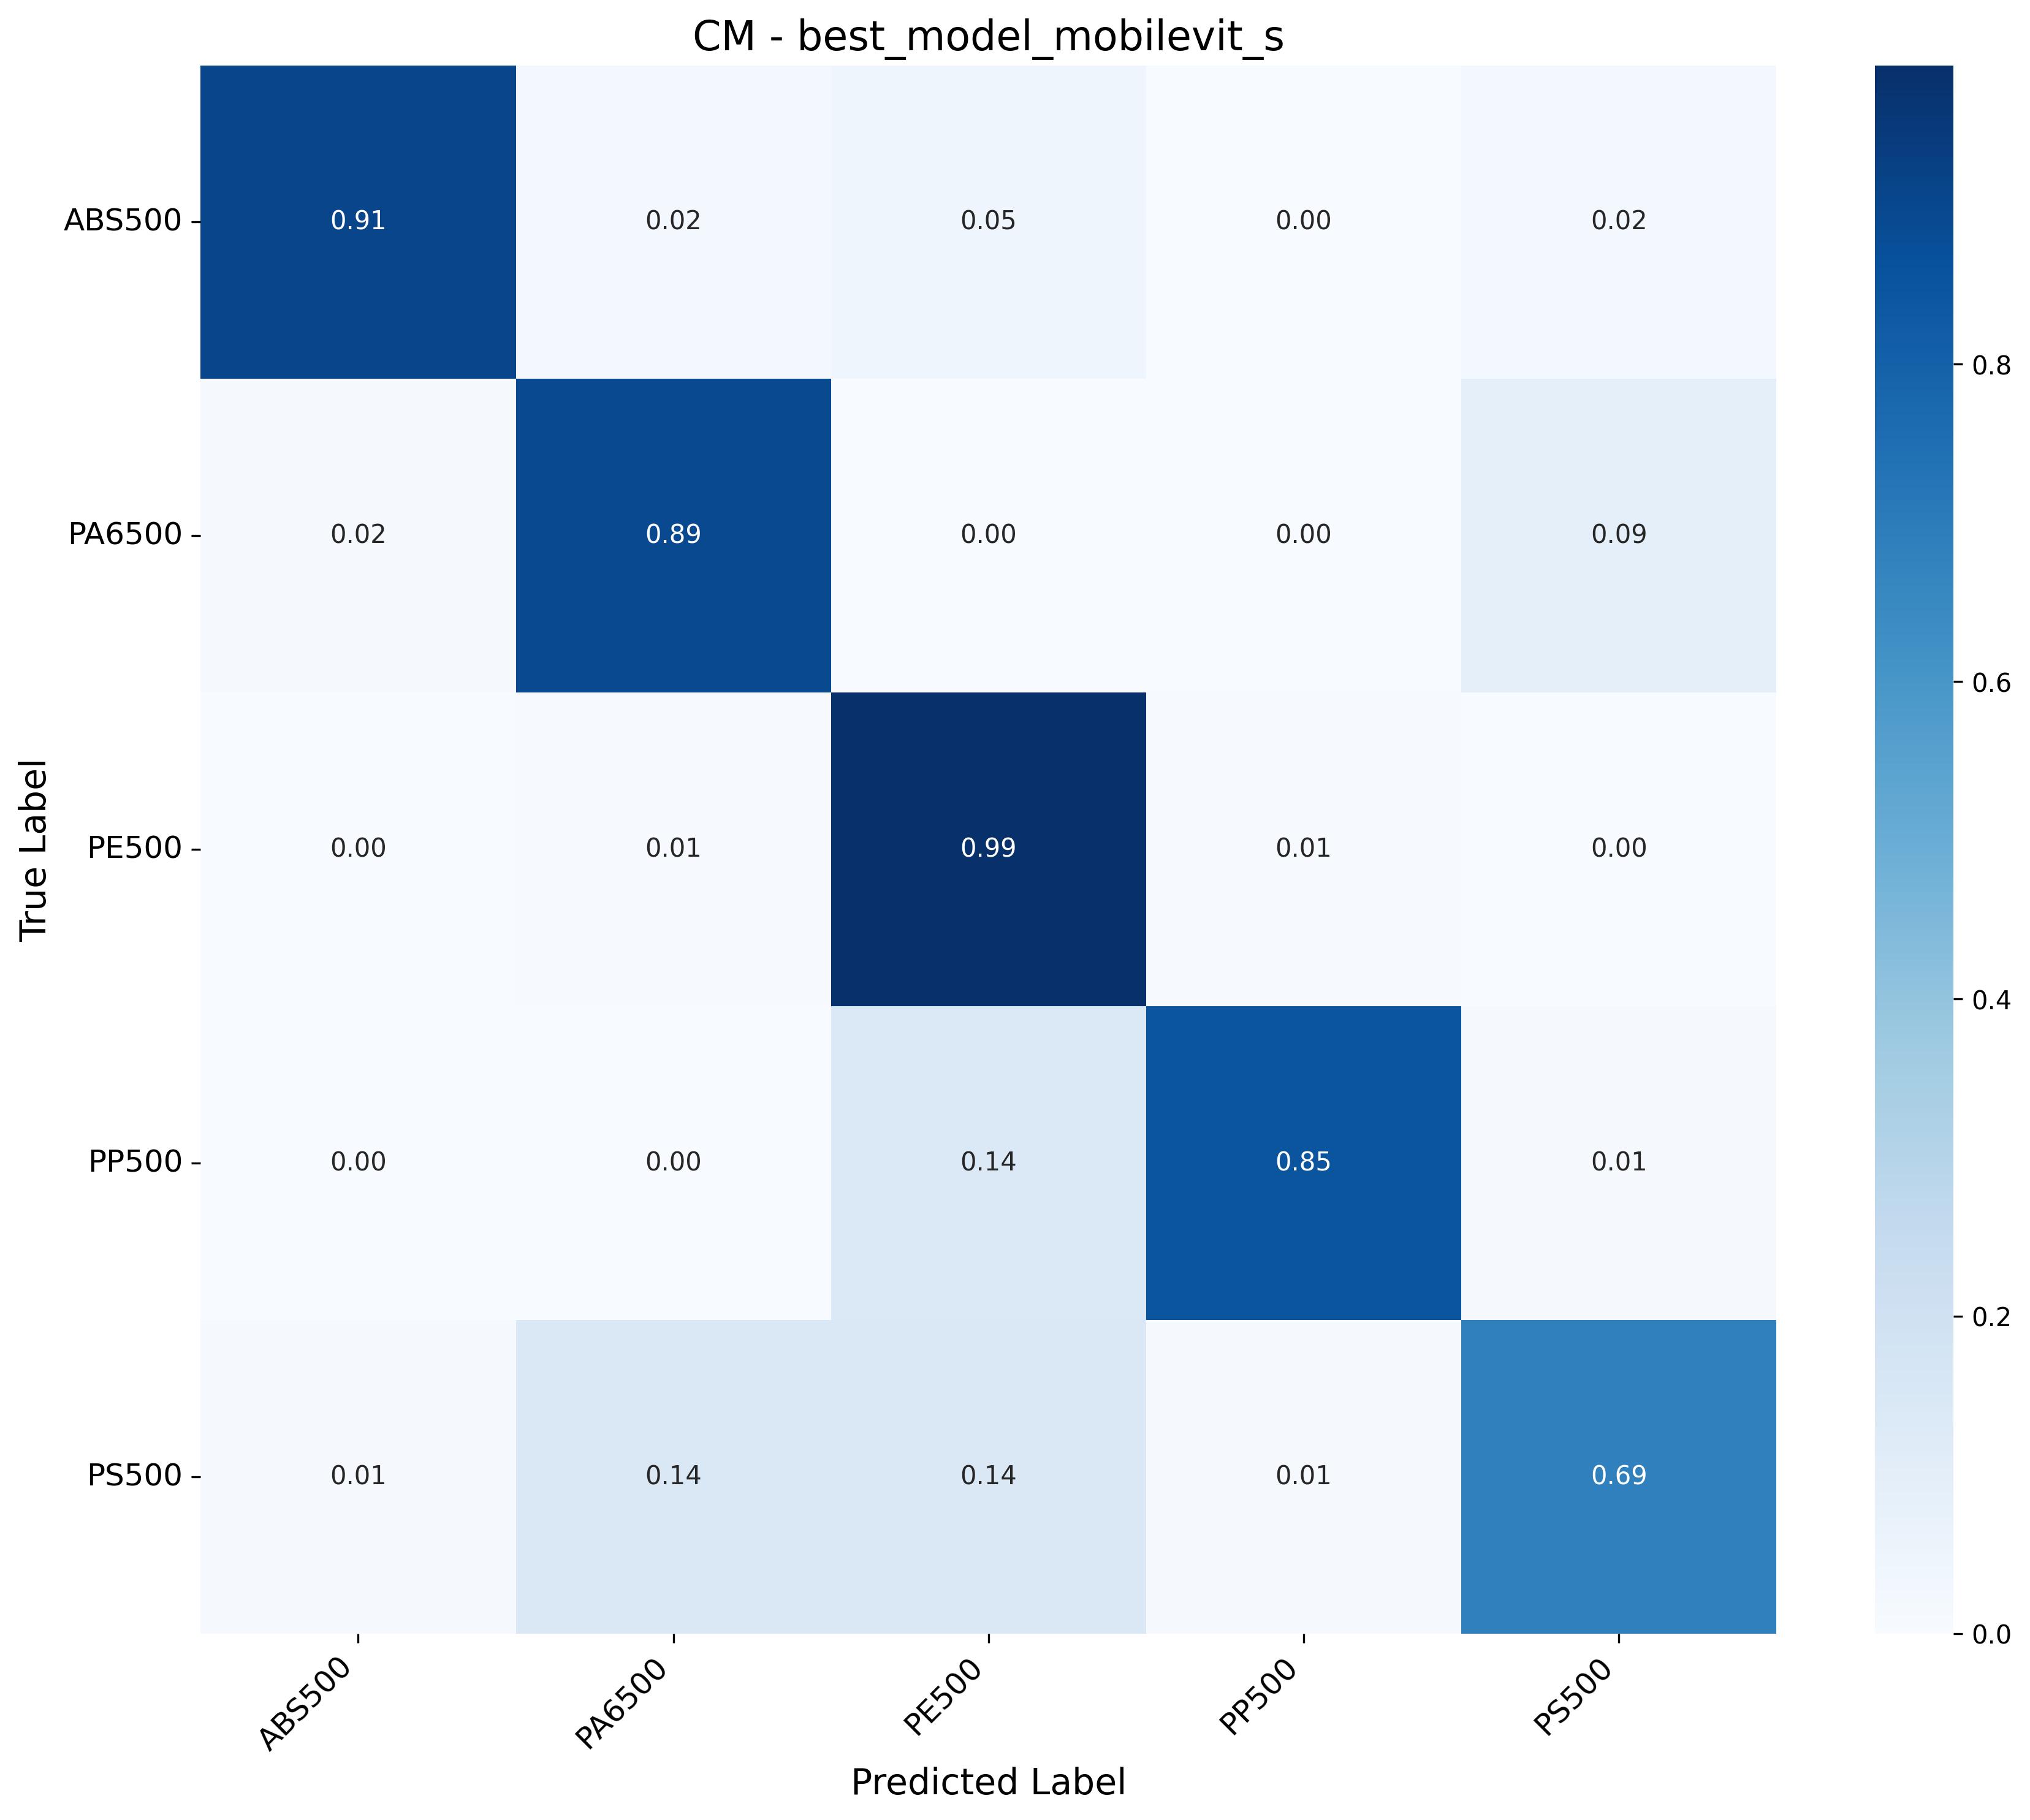 CM - best_model_mobilevit_s
ABS500 0.91 0.02 0.05 0.00 0.02
PA6500 0.02 0.89 0.00 0.00 0.09
PE500 0.00 0.01 0.99 0.01 0.00
PP500 0.00 0.00 0.14 0.85 0.01
PS500 0.01 0.14 0.14 0.01 0.69
True Label
ABS500 PA6500 PE500 PP500 PS500
Predicted Label
0.8
0.6
0.4
0.2
0.0